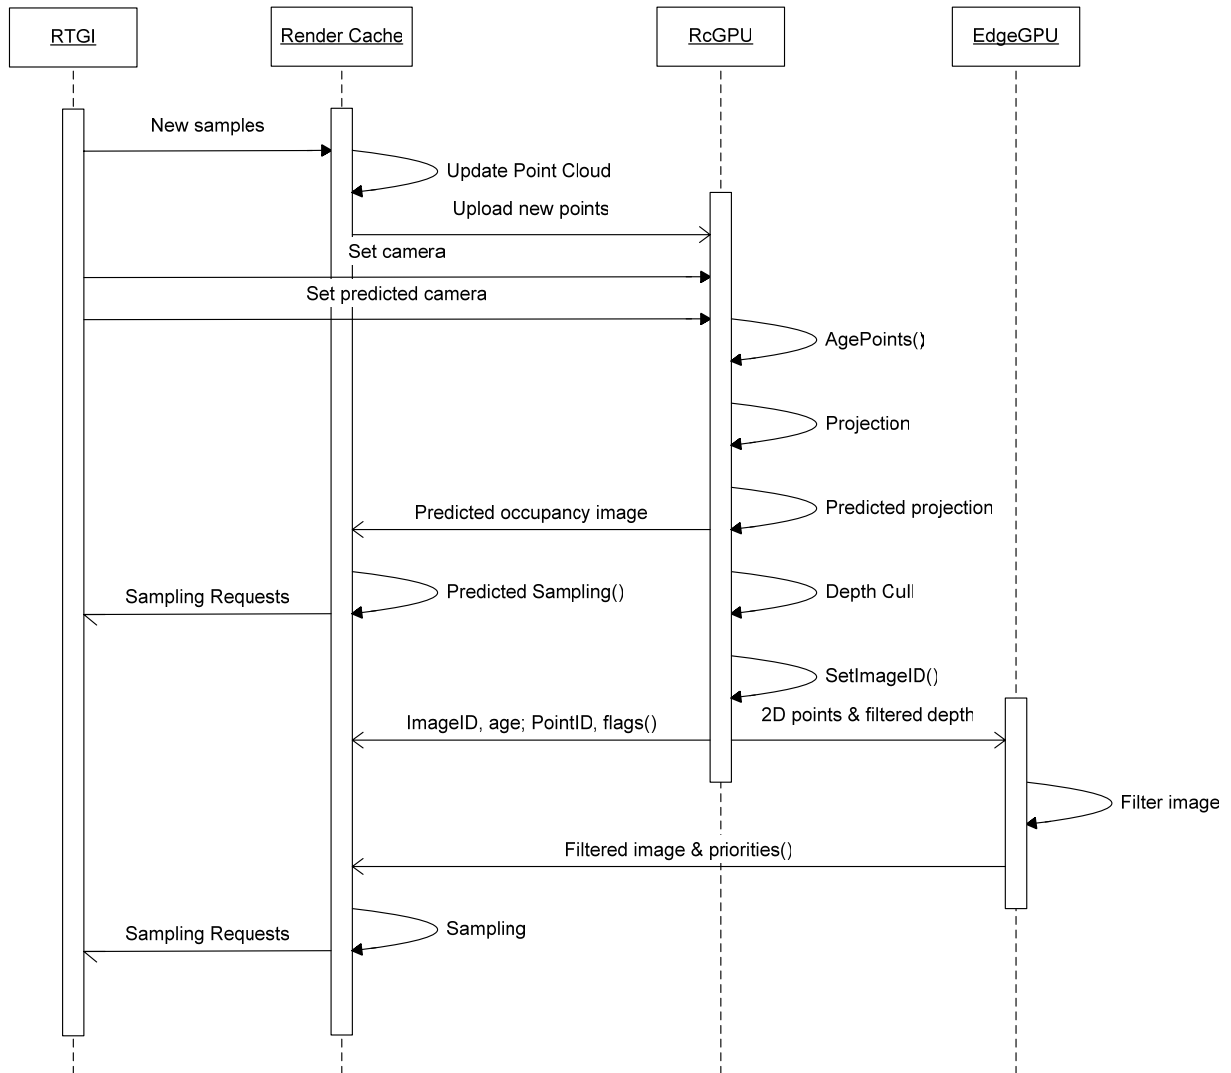 RTGI
Render Cache
RcGPU
EdgeGPU
New samples
Update Point Cloud
Upload new points
Set camera
Set predicted camera
AgePoints()
Projection
Predicted projection
Predicted occupancy image
Predicted Sampling()
Depth Cull
Sampling Requests
SetImageID()
2D points & filtered depth
ImageID, age; PointID, flags()
Filter image
Filtered image & priorities()
Sampling
Sampling Requests